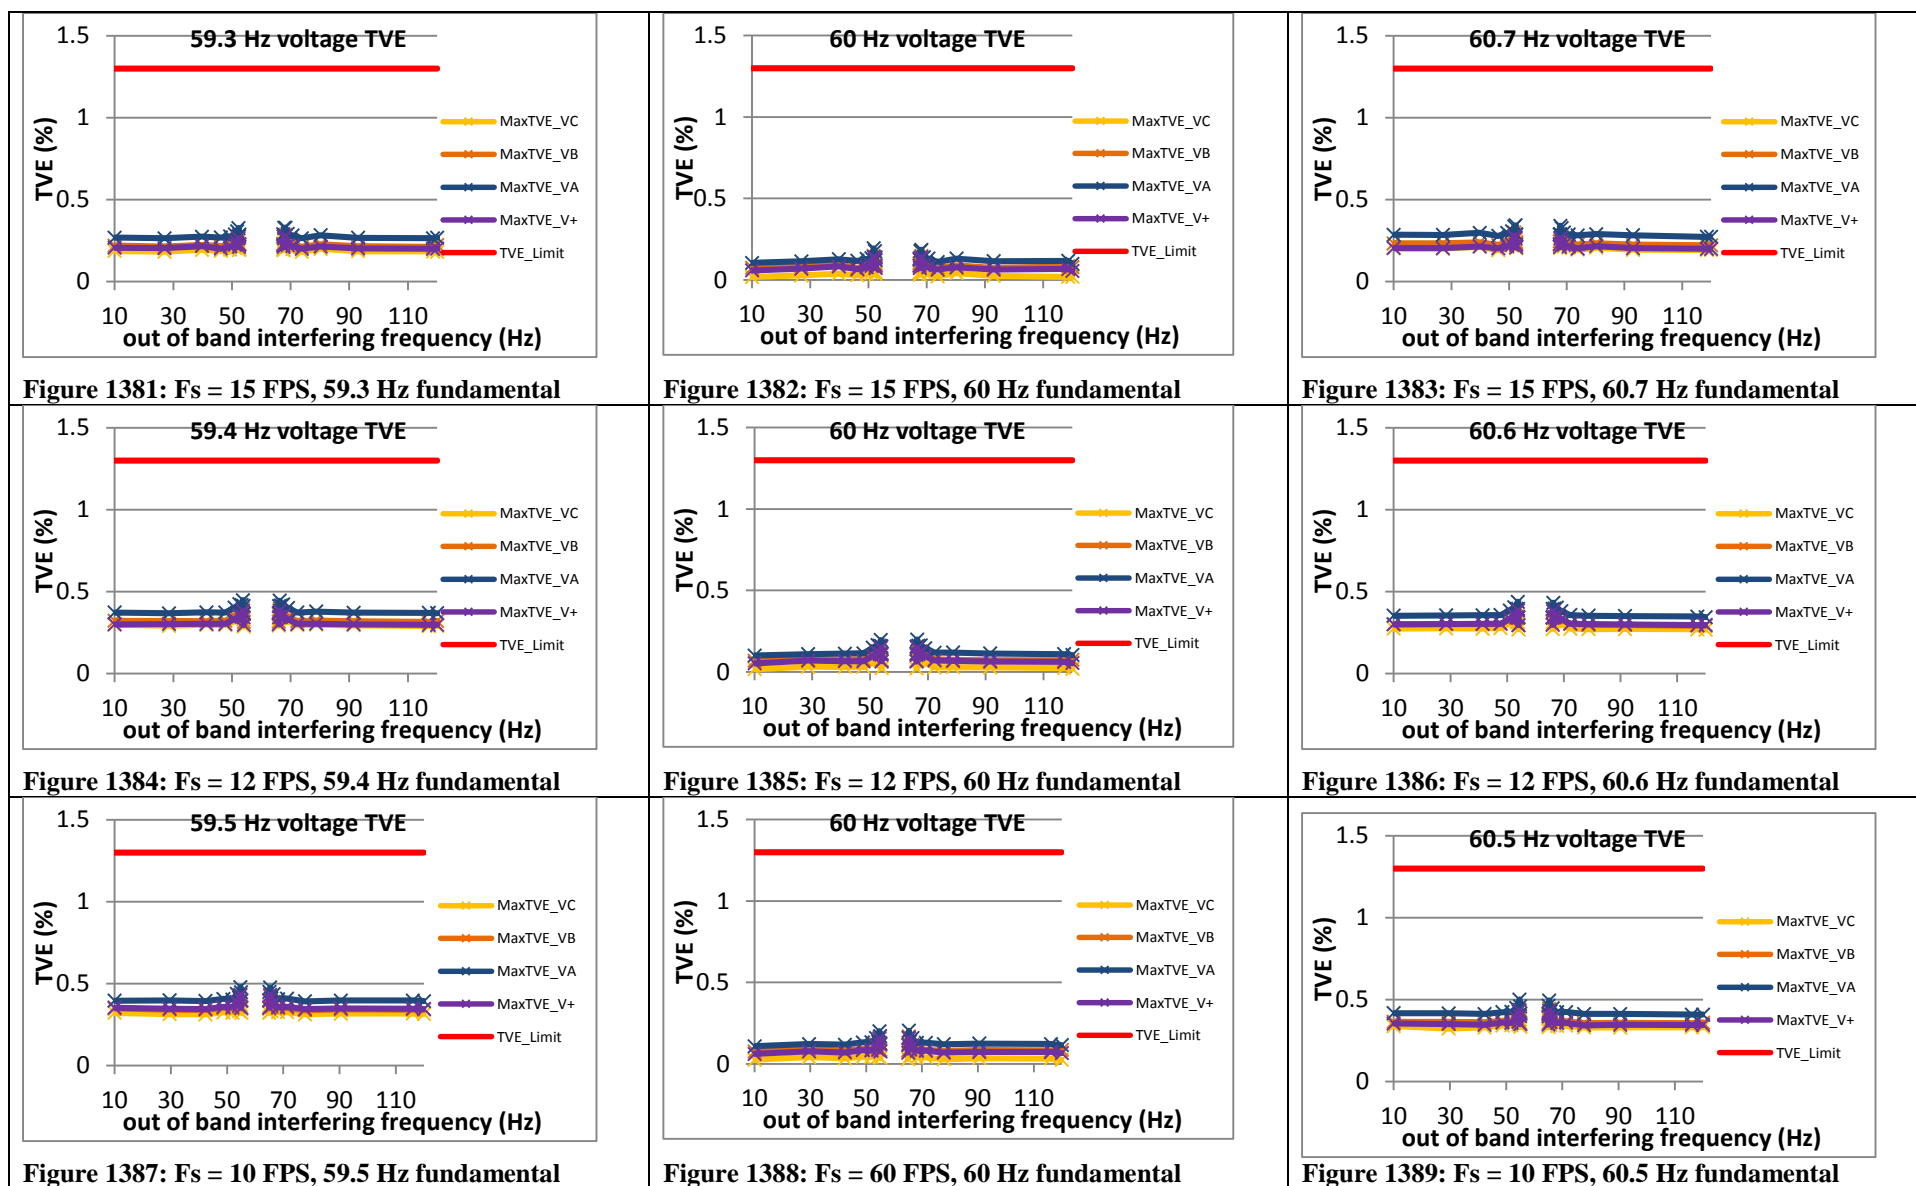 59.3 Hz voltage TVE
1.5
1
0.5
0
TVE (%)
10 30 50 70 90 110
out of band interfering frequency (Hz)
MaxTVE_VC
MaxTVE_VB
MaxTVE_VA
MaxTVE_V+
TVE_Limit
Figure 1381: Fs = 15 FPS, 59.3 Hz fundamental
60 Hz voltage TVE
1.5
1
0.5
0
TVE (%)
10 30 50 70 90 110
out of band interfering frequency (Hz)
MaxTVE_VC
MaxTVE_VB
MaxTVE_VA
MaxTVE_V+
TVE_Limit
Figure 1382: Fs = 15 FPS, 60 Hz fundamental
60.7 Hz voltage TVE
1.5
1
0.5
0
TVE (%)
10 30 50 70 90 110
out of band interfering frequency (Hz)
MaxTVE_VC
MaxTVE_VB
MaxTVE_VA
MaxTVE_V+
TVE_Limit
Figure 1383: Fs = 15 FPS, 60.7 Hz fundamental
59.4 Hz voltage TVE
1.5
1
0.5
0
TVE (%)
10 30 50 70 90 110
out of band interfering frequency (Hz)
MaxTVE_VC
MaxTVE_VB
MaxTVE_VA
MaxTVE_V+
TVE_Limit
Figure 1384: Fs = 12 FPS, 59.4 Hz fundamental
60 Hz voltage TVE
1.5
1
0.5
0
TVE (%)
10 30 50 70 90 110
out of band interfering frequency (Hz)
MaxTVE_VC
MaxTVE_VB
MaxTVE_VA
MaxTVE_V+
TVE_Limit
Figure 1385: Fs = 12 FPS, 60 Hz fundamental
60.6 Hz voltage TVE
1.5
1
0.5
0
TVE (%)
10 30 50 70 90 110
out of band interfering frequency (Hz)
MaxTVE_VC
MaxTVE_VB
MaxTVE_VA
MaxTVE_V+
TVE_Limit
Figure 1386: Fs = 12 FPS, 60.6 Hz fundamental
59.5 Hz voltage TVE
1.5
1
0.5
0
TVE (%)
10 30 50 70 90 110
out of band interfering frequency (Hz)
MaxTVE_VC
MaxTVE_VB
MaxTVE_VA
MaxTVE_V+
TVE_Limit
Figure 1387: Fs = 10 FPS, 59.5 Hz fundamental
60 Hz voltage TVE
1.5
1
0.5
0
TVE (%)
10 30 50 70 90 110
out of band interfering frequency (Hz)
MaxTVE_VC
MaxTVE_VB
MaxTVE_VA
MaxTVE_V+
TVE_Limit
Figure 1388: Fs = 60 FPS, 60 Hz fundamental
60.5 Hz voltage TVE
1.5
1
0.5
0
TVE (%)
10 30 50 70 90 110
out of band interfering frequency (Hz)
MaxTVE_VC
MaxTVE_VB
MaxTVE_VA
MaxTVE_V+
TVE_Limit
Figure 1389: Fs = 10 FPS, 60.5 Hz fundamental